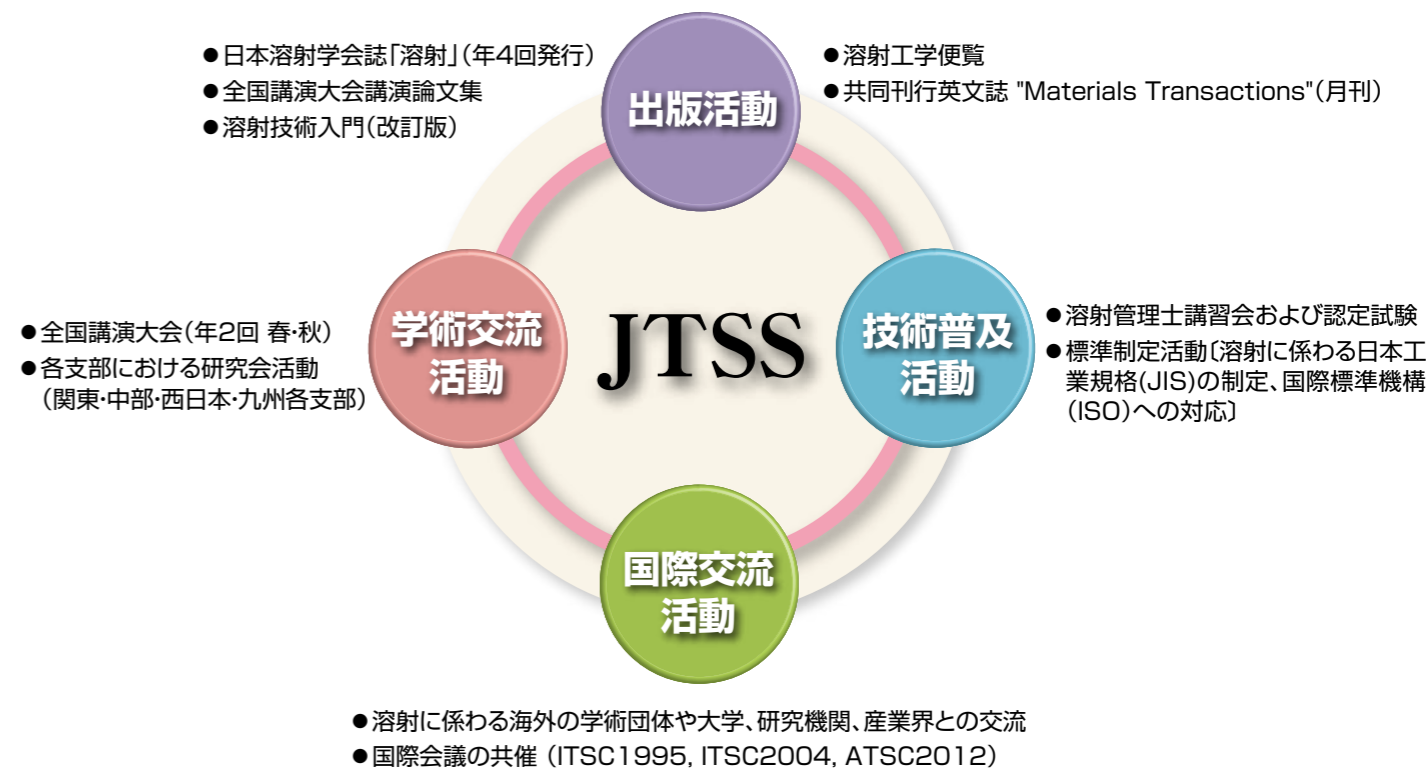 ●日本溶射学会誌「溶射」(年4回発行)
●全国講演大会講演論文集
●溶射技術入門(改訂版)
出版活動
●溶射工学便覧
●共同刊行英文誌 "Materials Transactions"(月刊)
学術交流
活動
●全国講演大会(年2回 春・秋)
●各支部における研究会活動
(関東・中部・西日本・九州各支部)
JTSS
技術普及
活動
●溶射管理士講習会および認定試験
●標準制定活動〔溶射に係わる日本工
業規格(JIS)の制定、国際標準機構
(ISO)への対応〕
国際交流
活動
●溶射に係わる海外の学術団体や大学、研究機関、産業界との交流
●国際会議の共催 (ITSC1995, ITSC2004, ATSC2012)